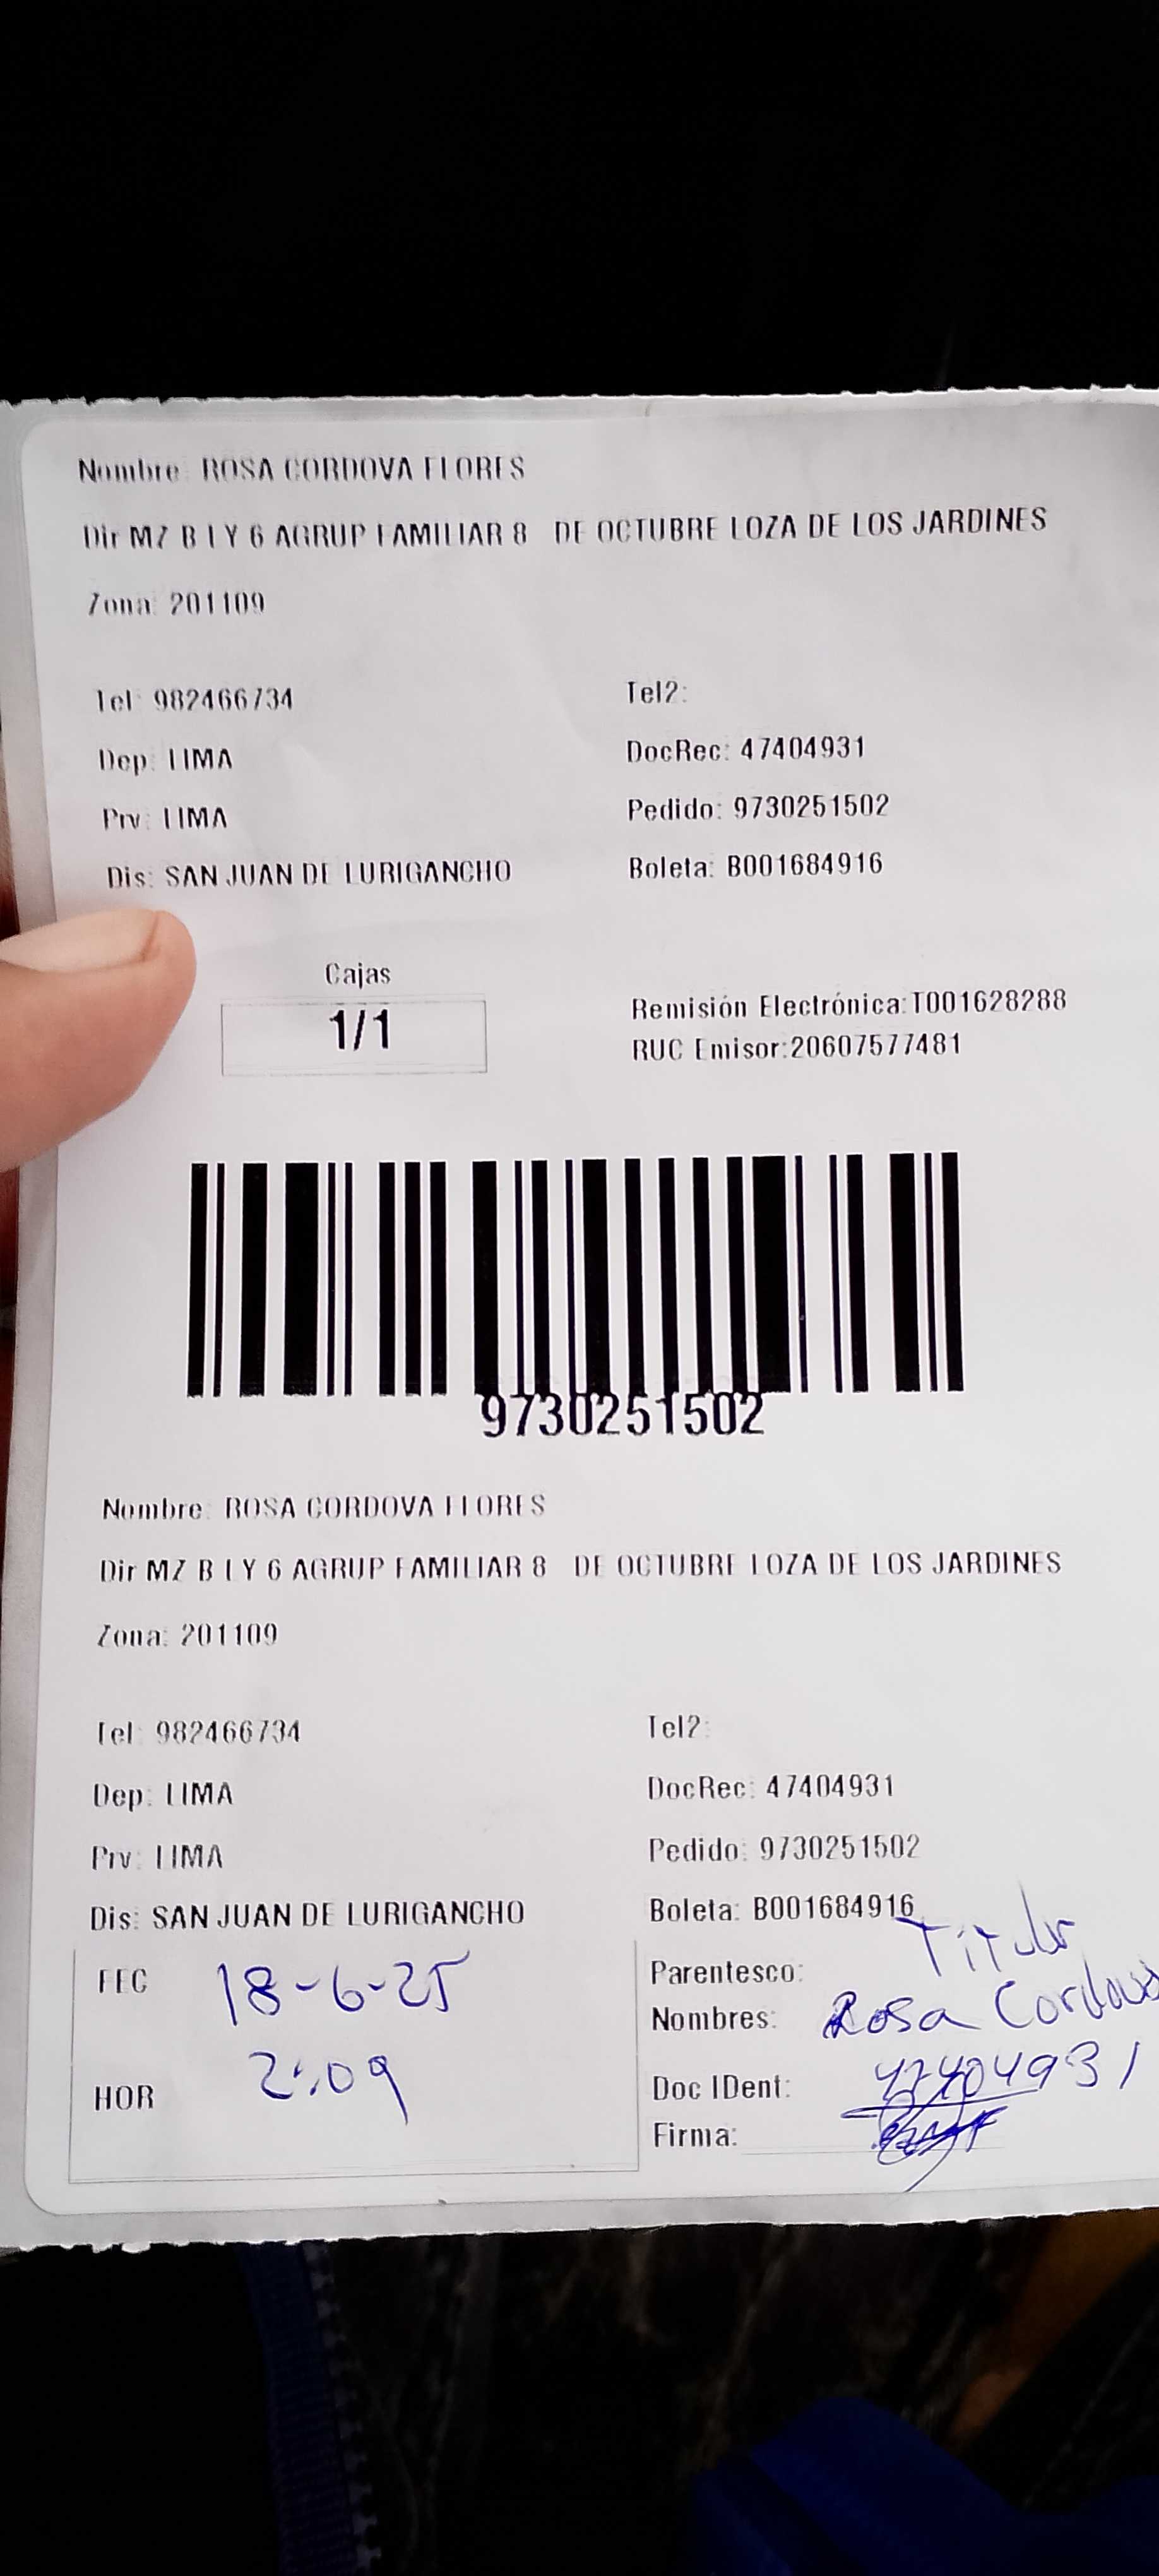 Nombre: ROSA CORDOVA FLORES
Dir MZ B LY 6 AGRUP FAMILIAR 8 DE OCTUBRE LOZA DE LOS JARDINES
Zona: 201109
Tel: 982466734 Tel2:
Dep: LIMA DocRec: 47404931
Prv: LIMA Pedido: 9730251502
Dis: SAN JUAN DE LURIGANCHO Boleta: B001684916
Cajas
1/1
Remisión Electrónica:T001628288
RUC Emisor:20607577481
9730251502
Nombre: ROSA CORDOVA FLORES
Dir MZ B LY 6 AGRUP FAMILIAR 8 DE OCTUBRE LOZA DE LOS JARDINES
Zona: 201109
Tel: 982466734 Tel2:
Dep: LIMA DocRec: 47404931
Prv: LIMA Pedido: 9730251502
Dis: SAN JUAN DE LURIGANCHO Boleta: B001684916
FEC 18-6-25
HOR 2:09
Parentesco: Titular
Nombres: Rosa Cordova
Doc IDent: 47404931
Firma: